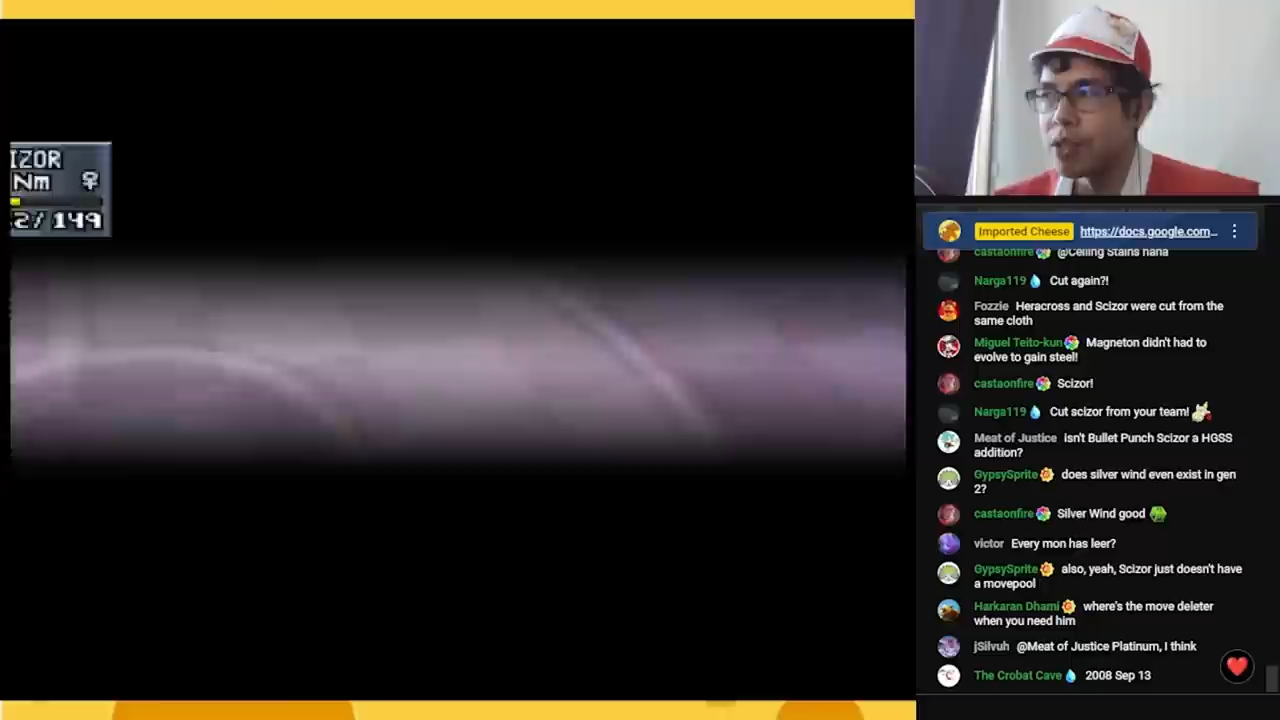 IZOR
Nm ♀
2/149
Imported Cheese https://docs.google.com...
castaonfire @Ceiling Stains haha
Narga119 Cut again?!
Fozzie Heracross and Scizor were cut from the
same cloth
Miguel Teito-kun Magneton didn't had to
evolve to gain steel!
castaonfire Scizor!
Narga119 Cut scizor from your team!
Meat of Justice isn't Bullet Punch Scizor a HGSS
addition?
GypsySprite does silver wind even exist in gen
2?
castaonfire Silver Wind good
victor Every mon has leer?
GypsySprite also, yeah, Scizor just doesn't have
a movepool
Harkaran Dhami where's the move deleter
when you need him
jSilvuh @Meat of Justice Platinum, I think
The Crobat Cave 2008 Sep 13